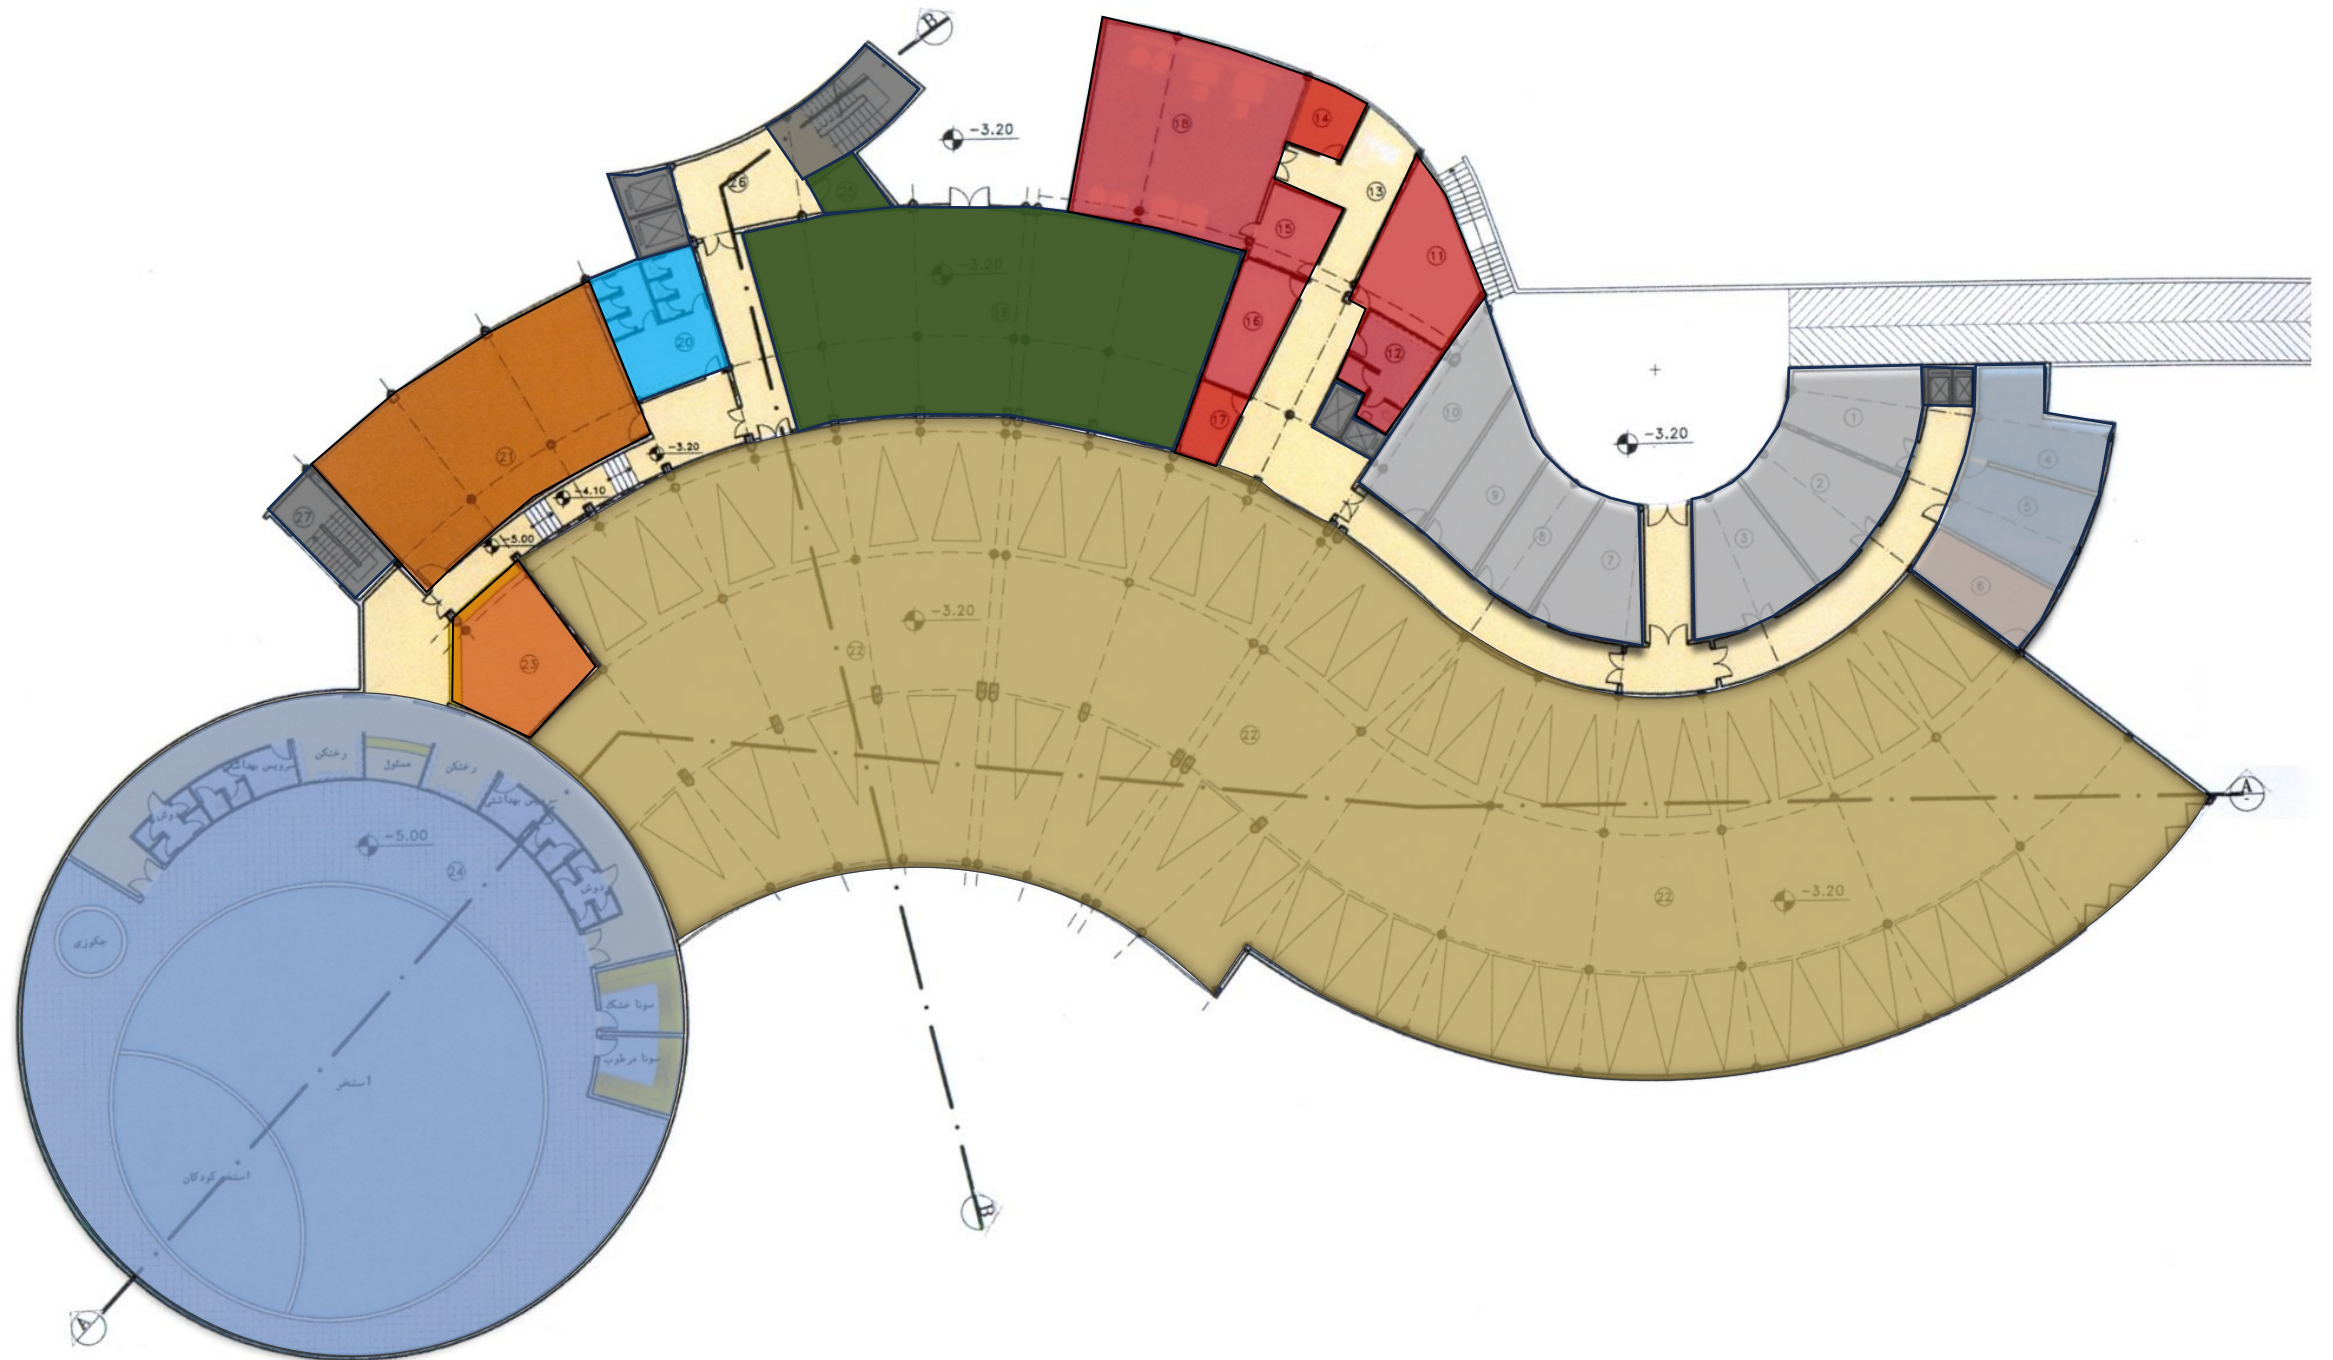 B
-3.20
18
14
13
26
25
15
11
-3.20
19
16
12
20
17
10
-3.20
1
21
-3.20
-4.10
9
2
4
5
27
-5.00
8
7
3
6
-3.20
22
23
22
رختکن
مسئول
رختکن
سرویس بهداشتی
سرویس بهداشتی
دوش
-5.00
24
A
دوش
22
-3.20
جکوزی
سونا خشک
سونا مرطوب
استخر
استخر کودکان
B
A